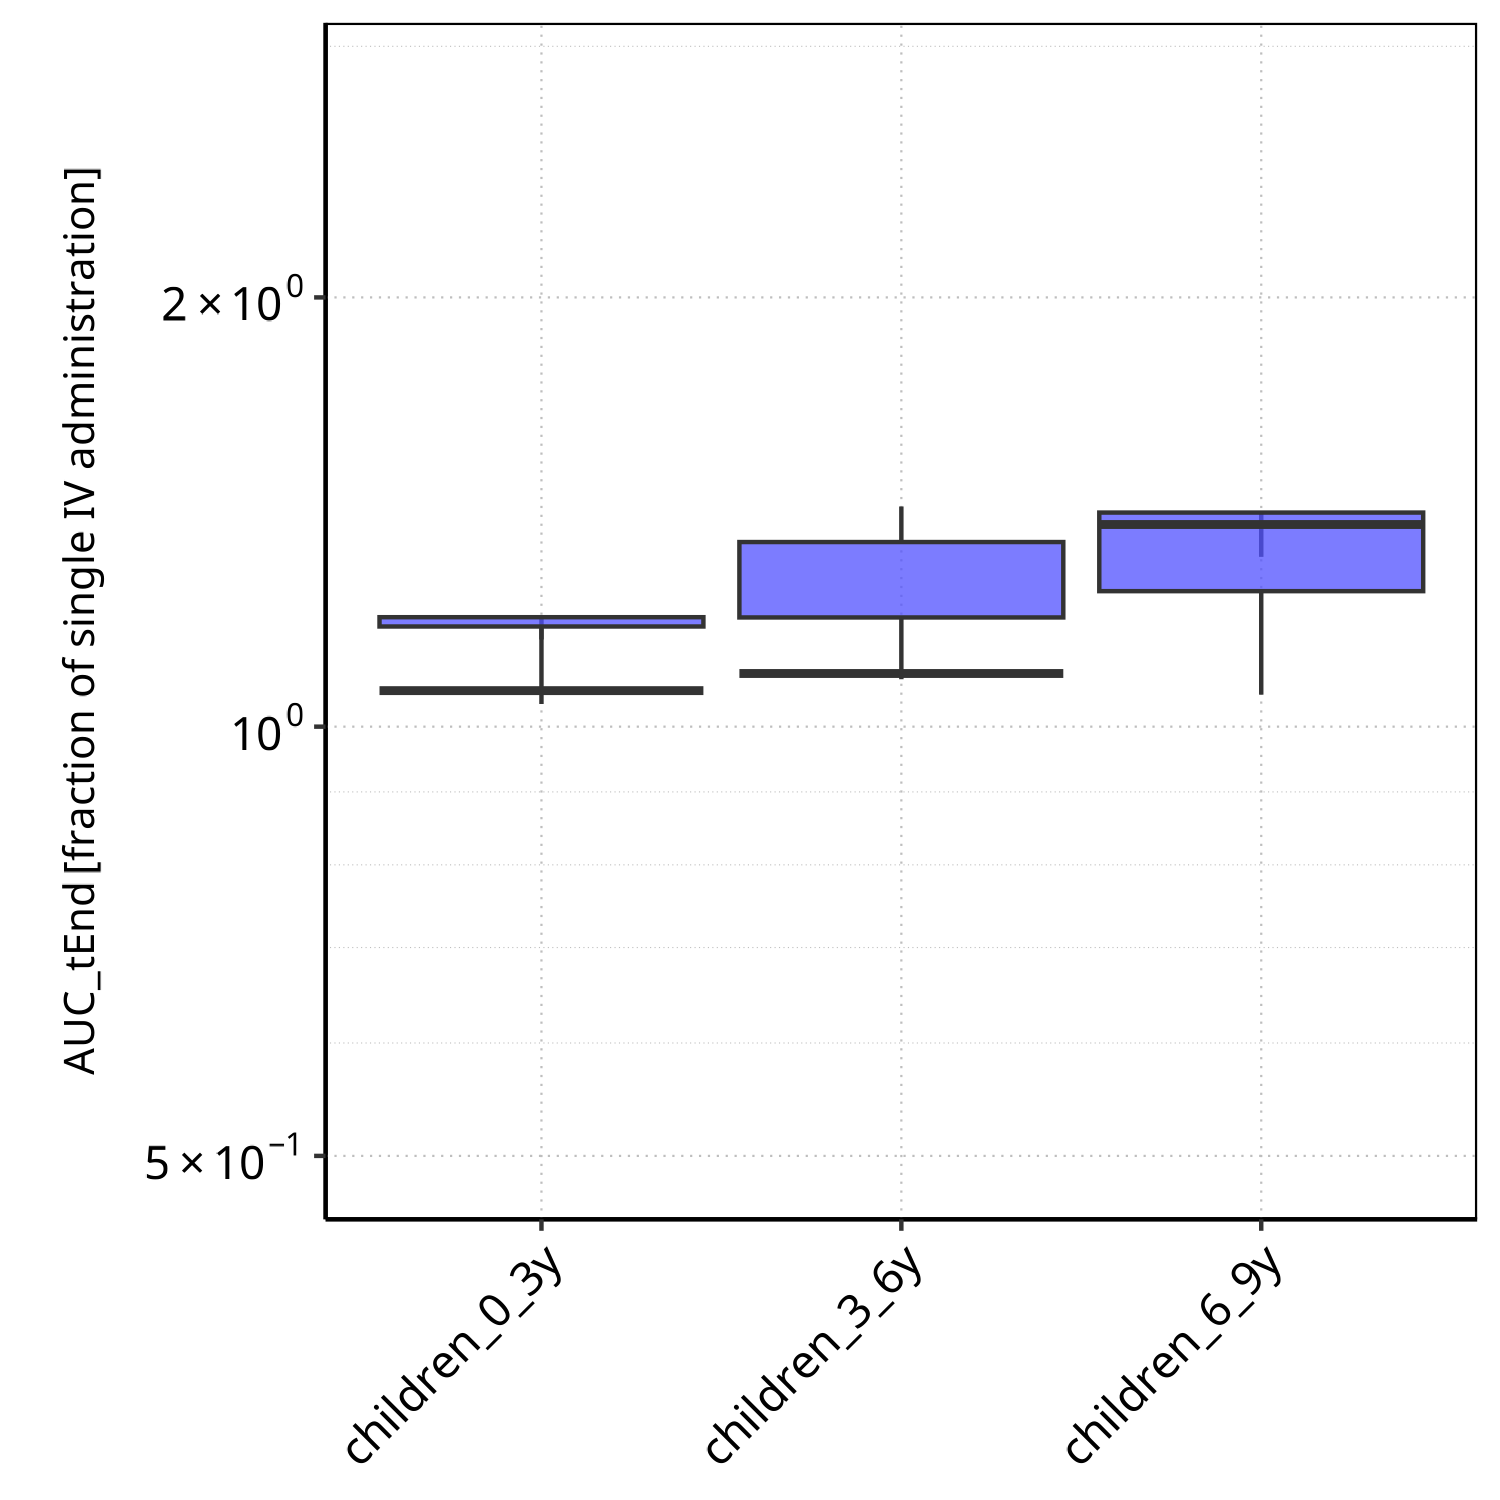 AUC_tEnd [fraction of single IV administration]
2 × 10⁰
10⁰
5 × 10⁻¹
children_0_3y
children_3_6y
children_6_9y